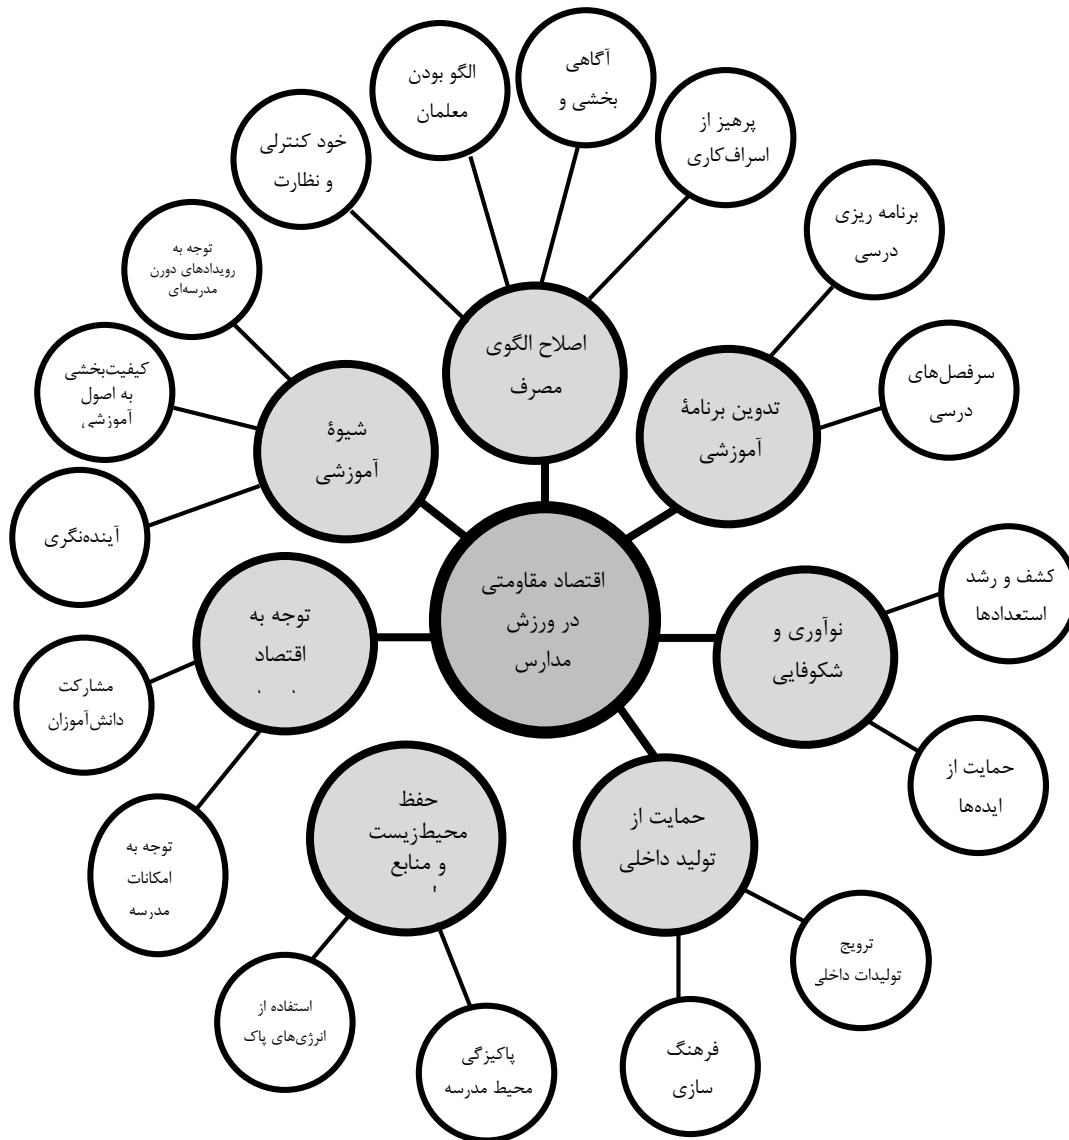 اقتصاد مقاومتی
در ورزش
مدارس
اصلاح الگوی
مصرف
پرهیز از
اسراف‌کاری
آگاهی
بخشی و
الگو بودن
معلمان
خود کنترلی
و نظارت
تدوین برنامهٔ
آموزشی
برنامه ریزی
درسی
سرفصل‌های
درسی
نوآوری و
شکوفایی
کشف و رشد
استعدادها
حمایت از
ایده‌ها
حمایت از
تولید داخلی
ترویج
تولیدات داخلی
فرهنگ
سازی
حفظ
محیط‌زیست
و منابع
پاکیزگی
محیط مدرسه
استفاده از
انرژی‌های پاک
توجه به
اقتصاد
توجه به
امکانات
مدرسه
مشارکت
دانش‌آموزان
شیوهٔ
آموزشی
آینده‌نگری
کیفیت‌بخشی
به اصول
آموزشی
توجه به
رویدادهای دورن
مدرسه‌ای